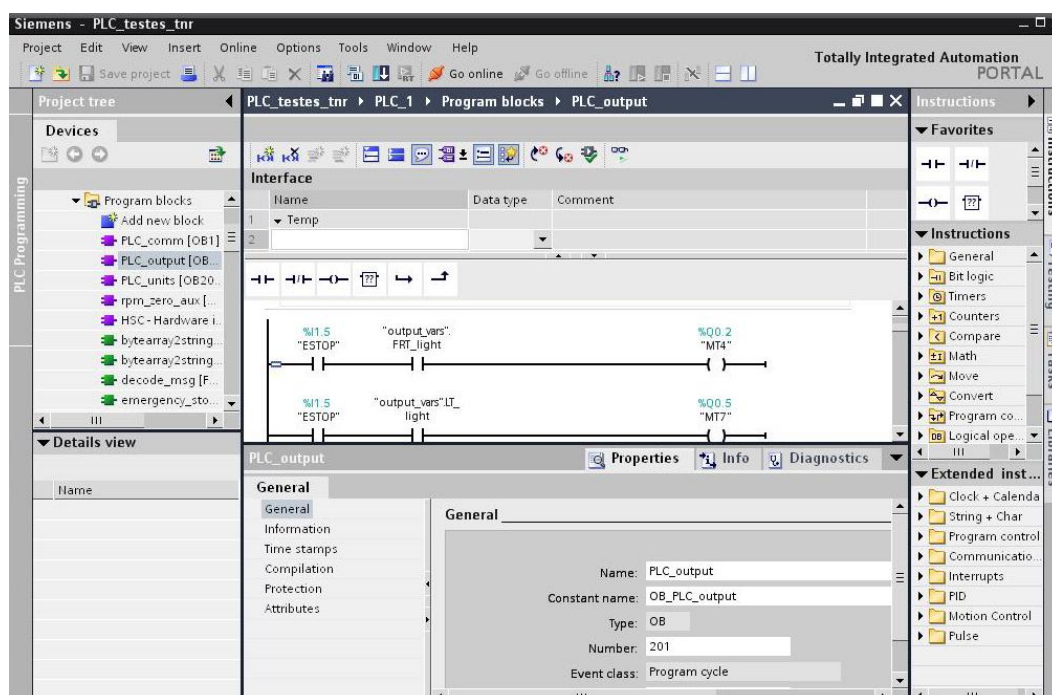 Siemens - PLC_testes_tnr
Project Edit View Insert Online Options Tools Window Help
Totally Integrated Automation
PORTAL
Save project Go online Go offline
Project tree
PLC_testes_tnr PLC_1 Program blocks PLC_output
Instructions
Devices
PLC Programming
Program blocks
Add new block
PLC_comm [OB1]
PLC_output [OB...
PLC_units [OB20...
rpm_zero_aux [...
HSC - Hardware i...
bytearray2string...
bytearray2string...
decode_msg [F...
emergency_sto...
Details view
Name
Interface
Name Data type Comment
1 Temp
2
%I1.5 "output_vars". %Q0.2
"ESTOP" FRT_light "MT4"
%I1.5 "output_vars".LT_ %Q0.5
"ESTOP" light "MT7"
PLC_output Properties Info Diagnostics
General
General
Information
Time stamps
Compilation
Protection
Attributes
General
Name: PLC_output
Constant name: OB_PLC_output
Type: OB
Number: 201
Event class: Program cycle
Favorites
Instructions
General
Bit logic
Timers
Counters
Compare
Math
Move
Convert
Program co...
Logical ope...
Extended inst...
Clock + Calenda
String + Char
Program control
Communicatio...
Interrupts
PID
Motion Control
Pulse